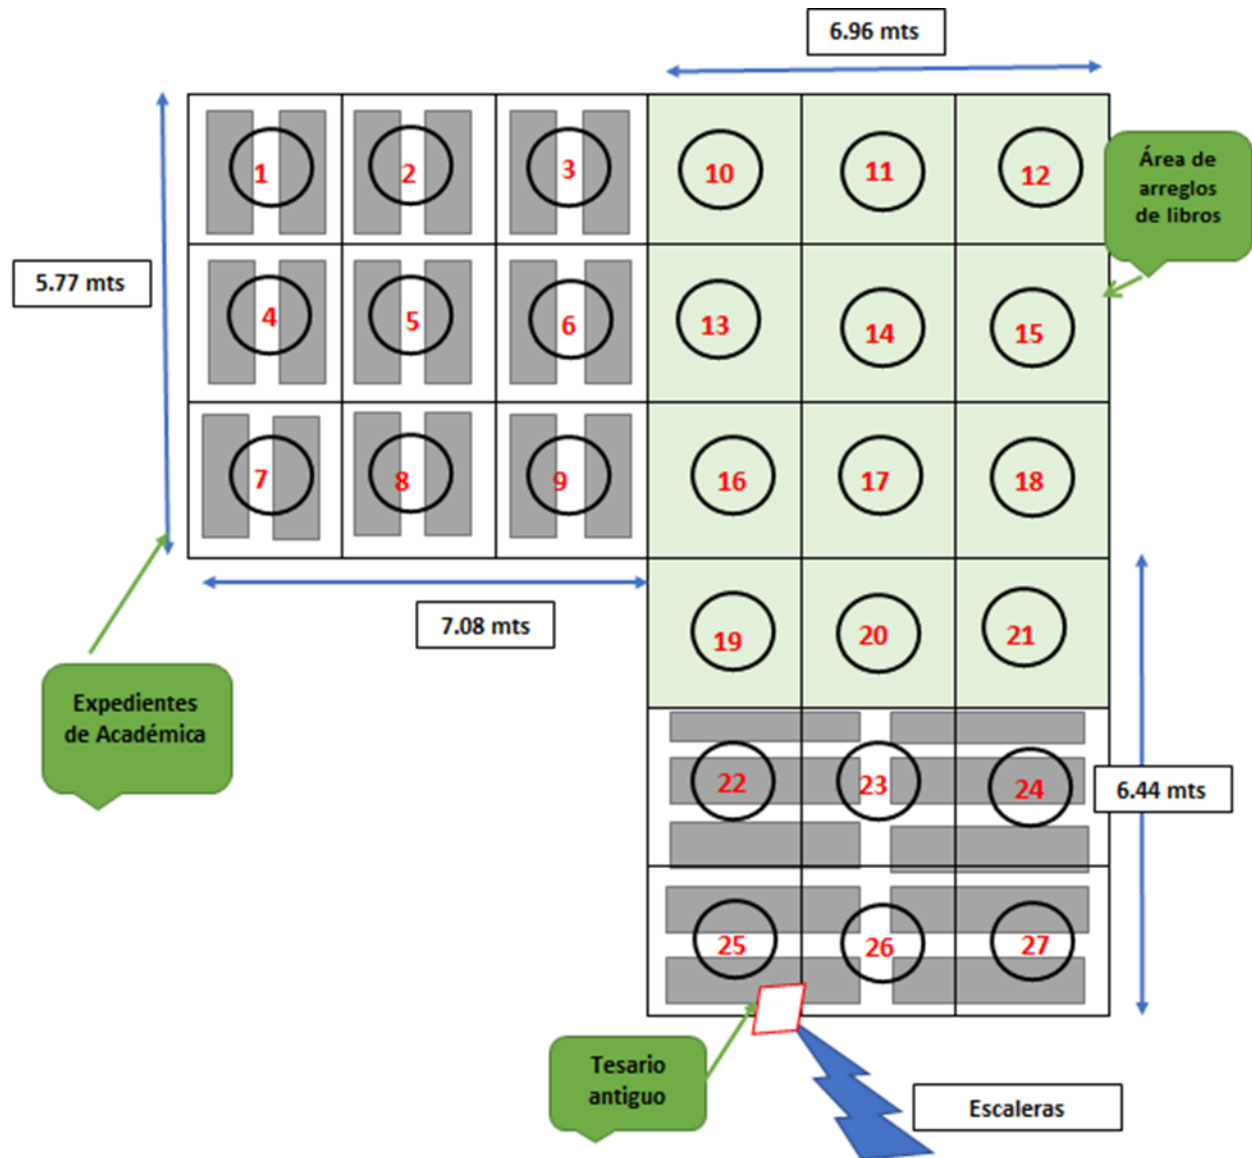 6.96 mts
1
2
3
10
11
12
Área de
arreglos
de libros
5.77 mts
4
5
6
13
14
15
7
8
9
16
17
18
7.08 mts
19
20
21
Expedientes
de Académica
22
23
24
6.44 mts
25
26
27
Tesario
antiguo
Escaleras